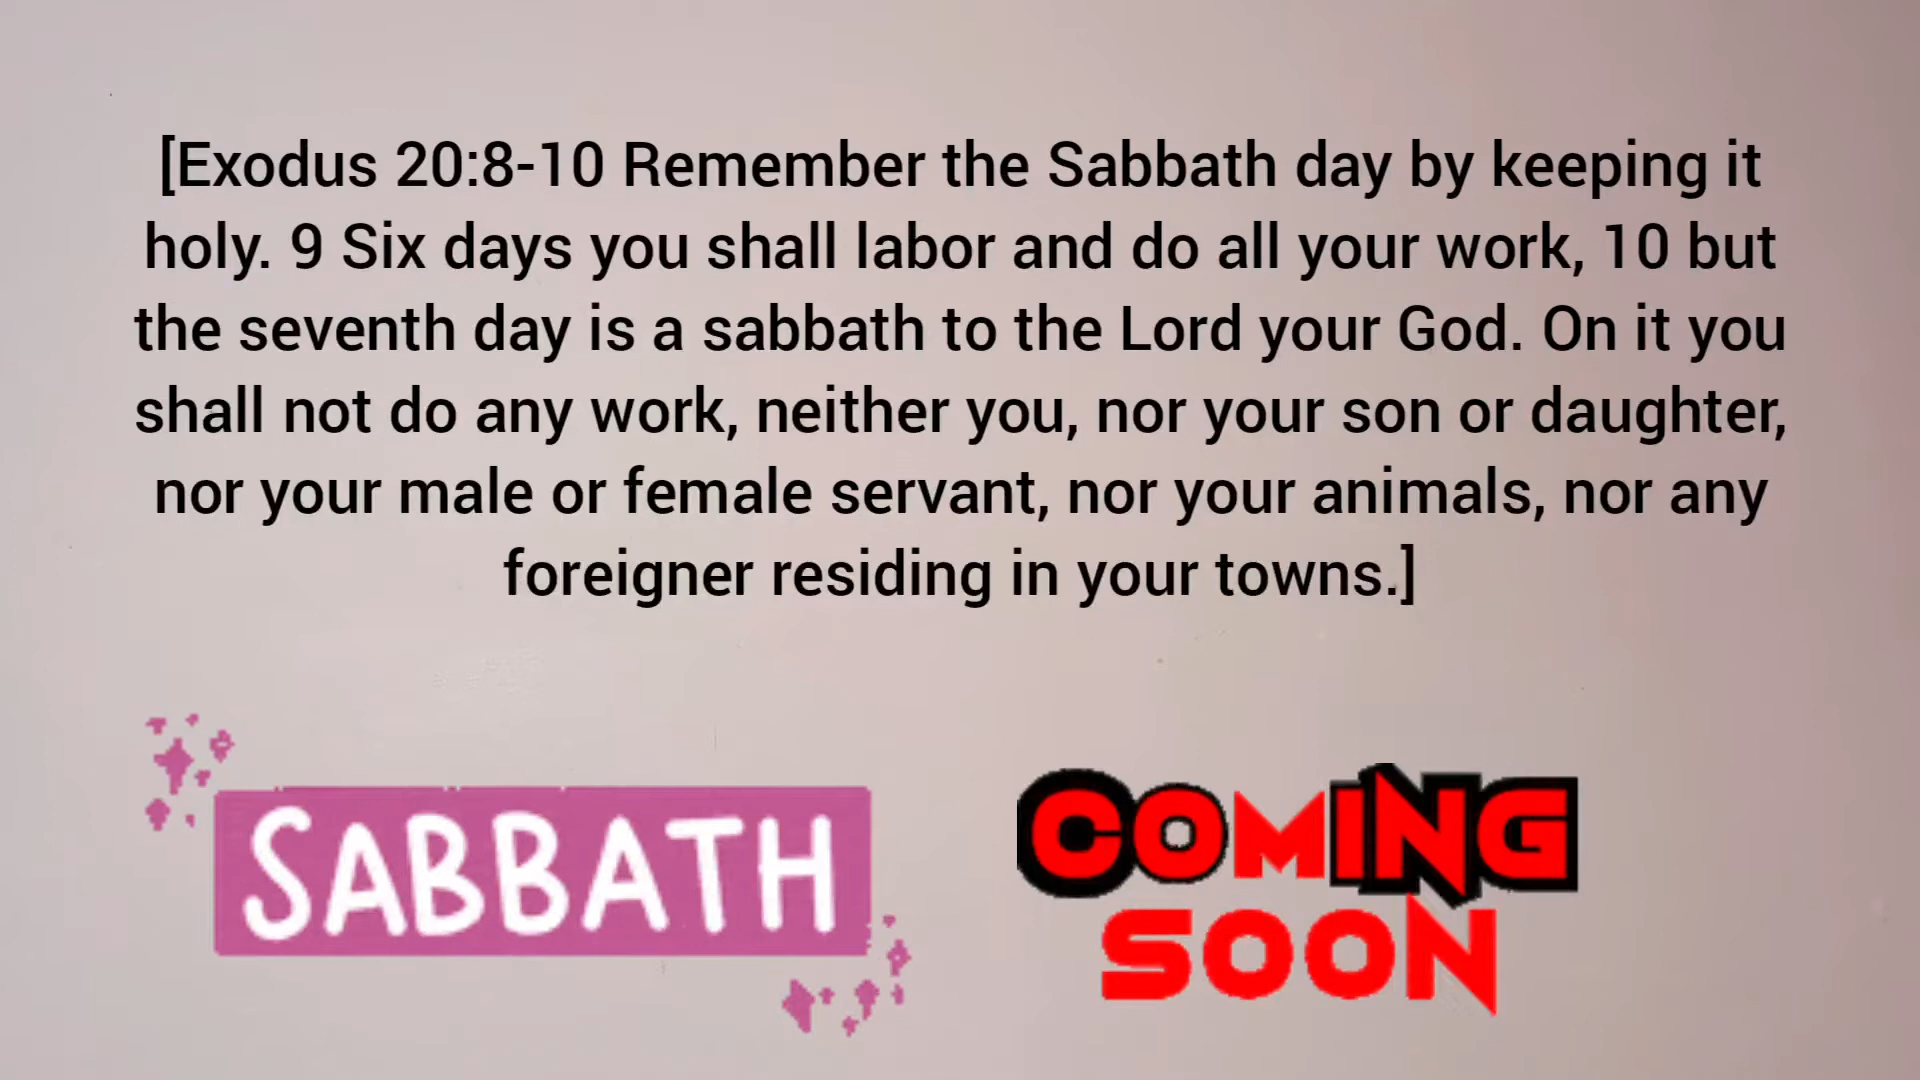 [Exodus 20:8-10 Remember the Sabbath day by keeping it
holy. 9 Six days you shall labor and do all your work, 10 but
the seventh day is a sabbath to the Lord your God. On it you
shall not do any work, neither you, nor your son or daughter,
nor your male or female servant, nor your animals, nor any
foreigner residing in your towns.]
SABBATH
COMING
SOON